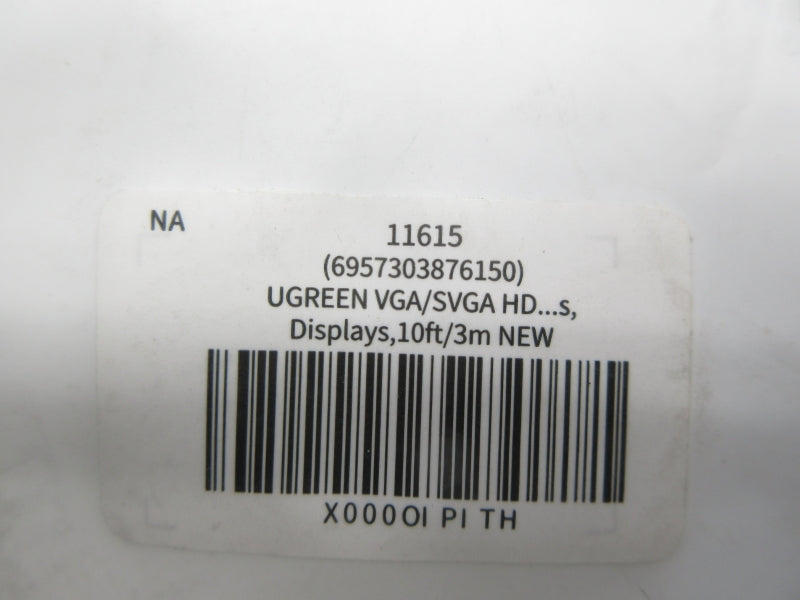 NA
11615
(6957303876150)
UGREEN VGA/SVGA HD...s,
Displays,10ft/3m NEW
X000OI PI TH